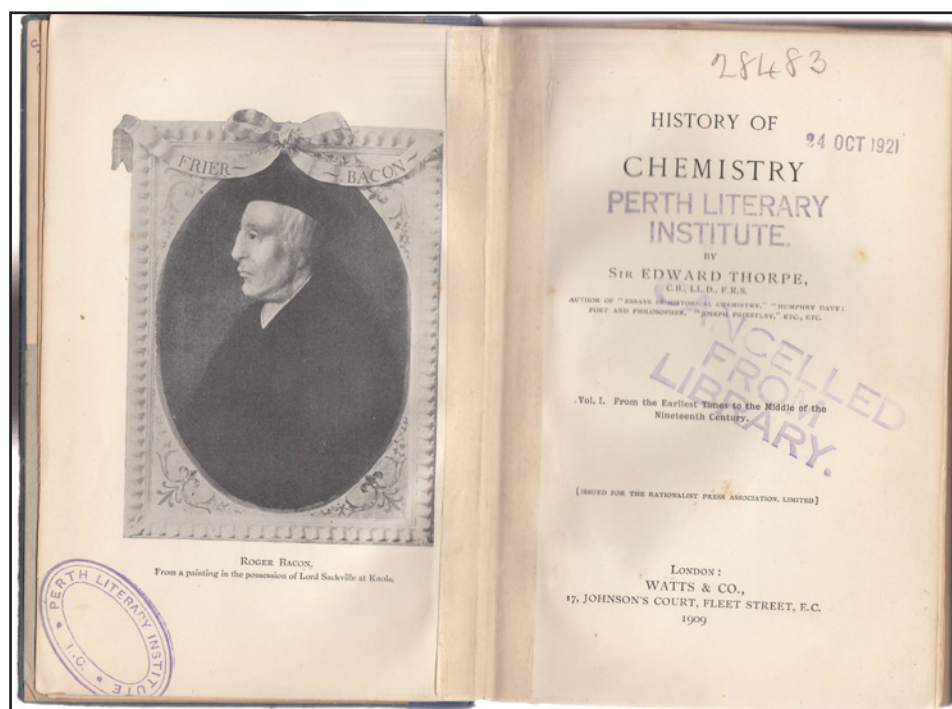 FRIER BACON
ROGER BACON,
From a painting in the possession of Lord Sackville at Knole.
PERTH LITERARY INSTITUTE
28483
HISTORY OF
24 OCT 1921
CHEMISTRY
PERTH LITERARY
INSTITUTE.
BY
SIR EDWARD THORPE,
C.B., LL.D., F.R.S.
AUTHOR OF "ESSAYS IN HISTORICAL CHEMISTRY," "HUMPHRY DAVY:
POET AND PHILOSOPHER," "JOSEPH PRIESTLEY," ETC., ETC.
CANCELLED
FROM
LIBRARY.
Vol. I. From the Earliest Times to the Middle of the
Nineteenth Century.
[ISSUED FOR THE RATIONALIST PRESS ASSOCIATION, LIMITED]
LONDON:
WATTS & CO.,
17, JOHNSON'S COURT, FLEET STREET, E.C.
1909